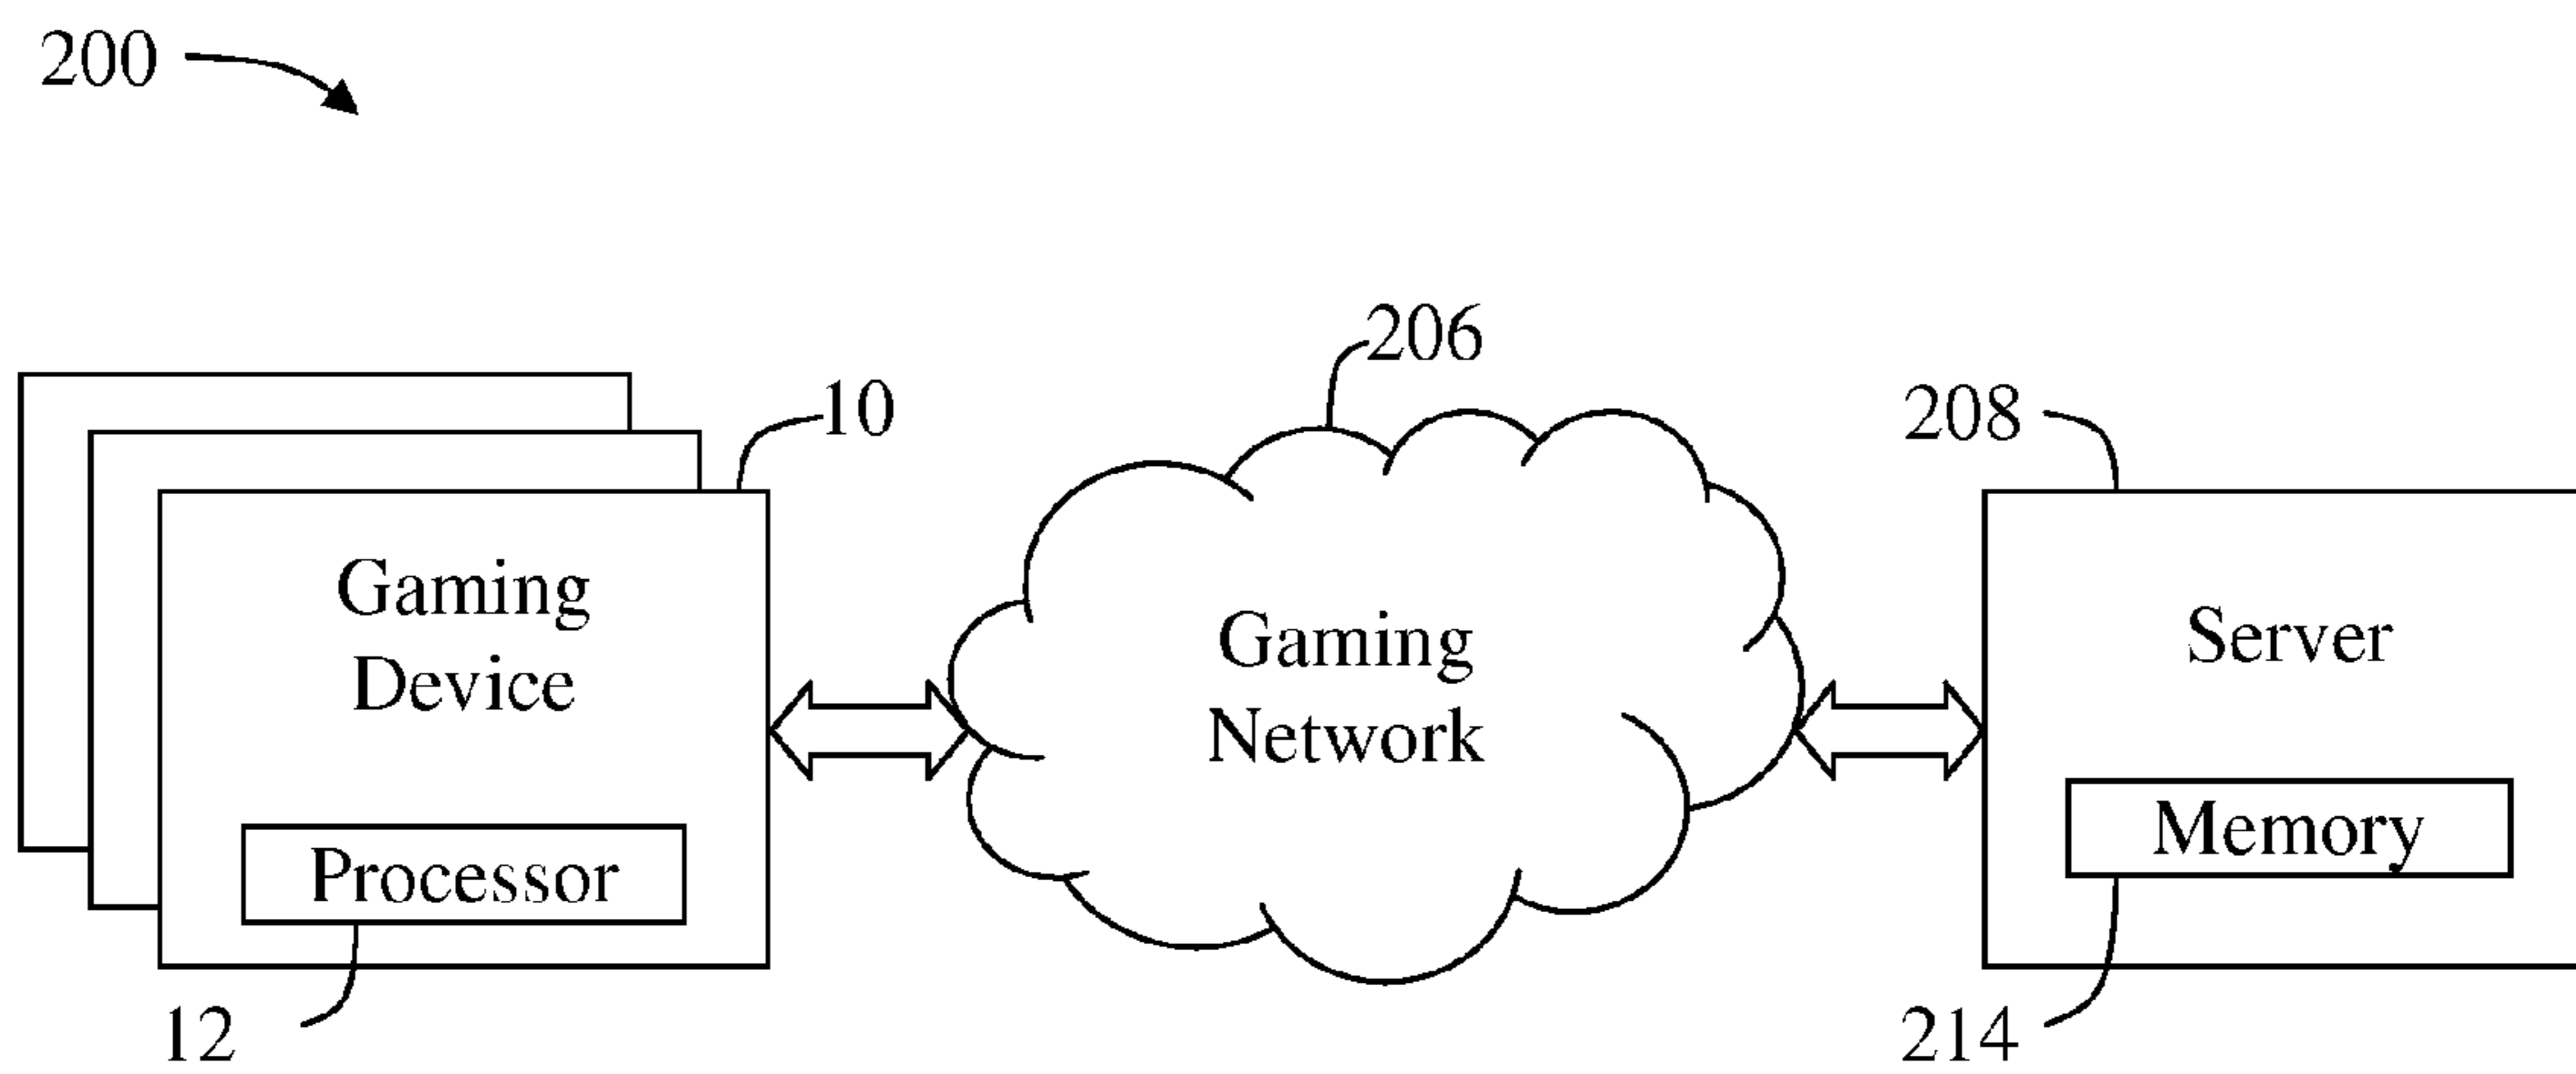 200
206
10
208
Gaming
Device
Gaming
Network
Server
Processor
Memory
12
214